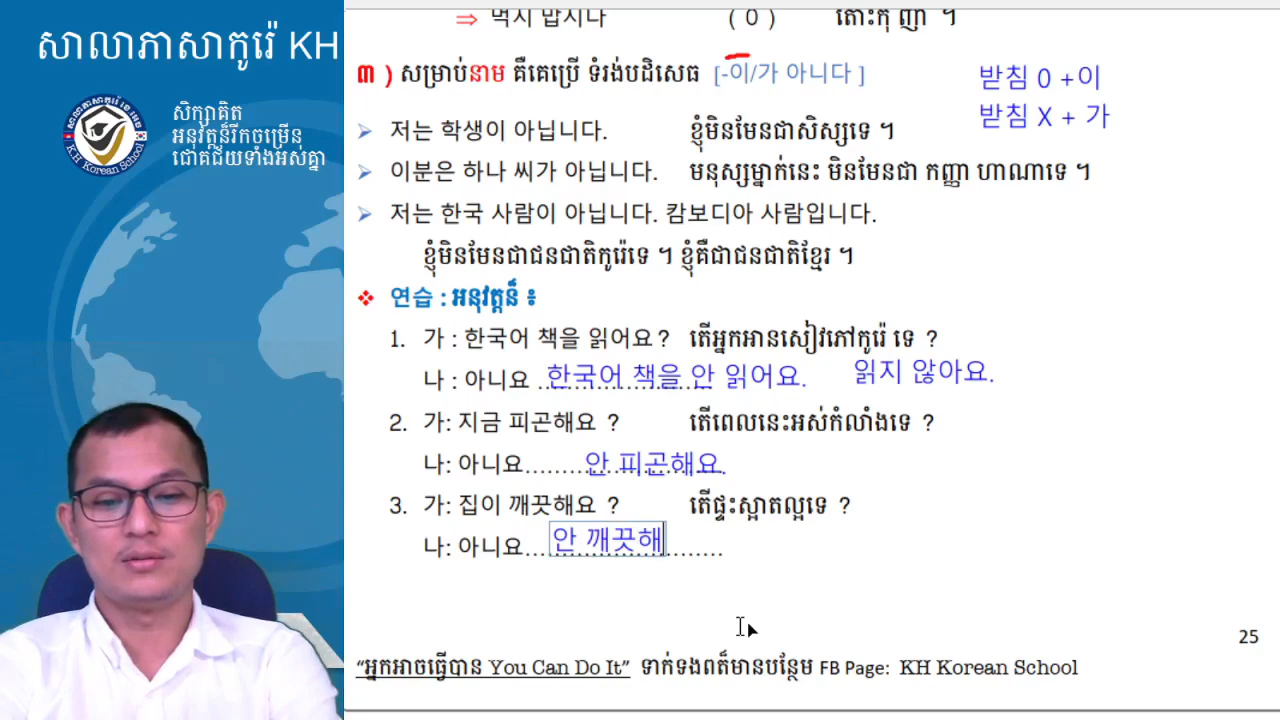 សាលាភាសាកូរ៉េ KH
សិក្សាគិត
អនុវត្តន៏រីកចម្រើន
ជោគជ័យទាំងអស់គ្នា
K.H Korean School
⇒ 먹지 맙시다 ( O ) តោះកុំ ញ៉ាំ ។
៣ ) សម្រាប់នាម គឺគេប្រើ ទំរង់បដិសេធ [-이/가 아니다 ]
받침 0 +이
받침 X + 가
➢ 저는 학생이 아닙니다. ខ្ញុំមិនមែនជាសិស្សទេ ។
➢ 이분은 하나 씨가 아닙니다. មនុស្សម្នាក់នេះ មិនមែនជា កញ្ញា ហាណាទេ ។
➢ 저는 한국 사람이 아닙니다. 캄보디아 사람입니다.
ខ្ញុំមិនមែនជាជនជាតិកូរ៉េទេ ។ ខ្ញុំគឺជាជនជាតិខ្មែរ ។
❖ 연습 : អនុវត្តន៏ ៖
1. 가 : 한국어 책을 읽어요? តើអ្នកអានសៀវភៅកូរ៉េ ទេ ?
나 : 아니요 한국어 책을 안 읽어요. 읽지 않아요.
2. 가: 지금 피곤해요 ? តើពេលនេះអស់កំលាំងទេ ?
나: 아니요...... 안 피곤해요.
3. 가: 집이 깨끗해요 ? តើផ្ទះស្អាតល្អទេ ?
나: 아니요... 안 깨끗해.........
25
“អ្នកអាចធ្វើបាន You Can Do It” ទាក់ទងពត៌មានបន្ថែម FB Page: KH Korean School